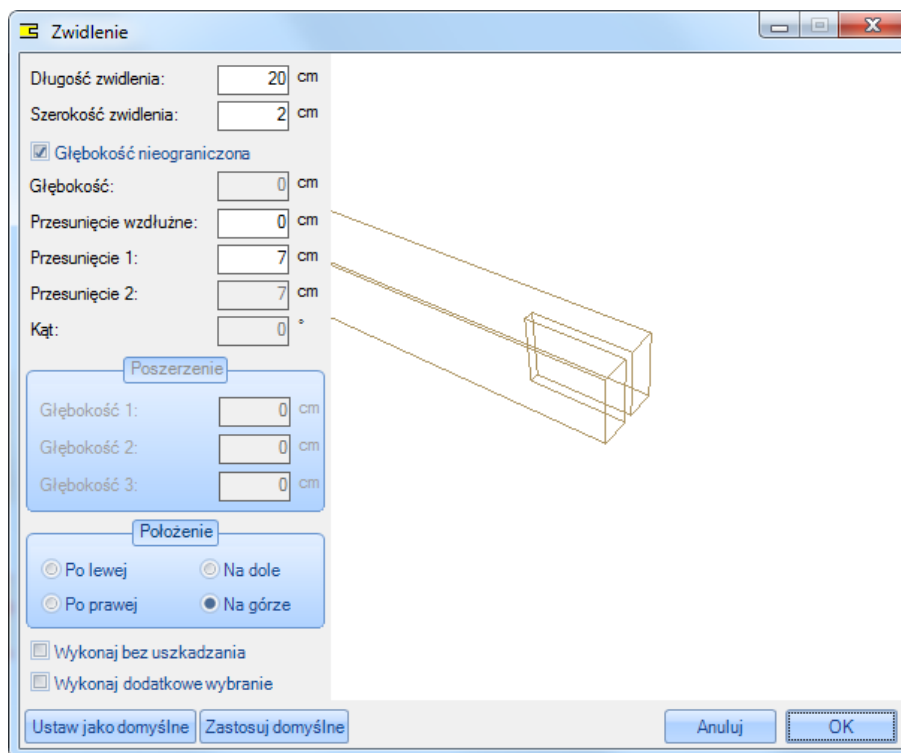 Zwidlenie
Długość zwidlenia: 20 cm
Szerokość zwidlenia: 2 cm
Głębokość nieograniczona
Głębokość: 0 cm
Przesunięcie wzdłużne: 0 cm
Przesunięcie 1: 7 cm
Przesunięcie 2: 7 cm
Kąt: 0 °
Poszerzenie
Głębokość 1: 0 cm
Głębokość 2: 0 cm
Głębokość 3: 0 cm
Położenie
Po lewej Na dole
Po prawej Na górze
Wykonaj bez uszkadzania
Wykonaj dodatkowe wybranie
Ustaw jako domyślne Zastosuj domyślne Anuluj OK